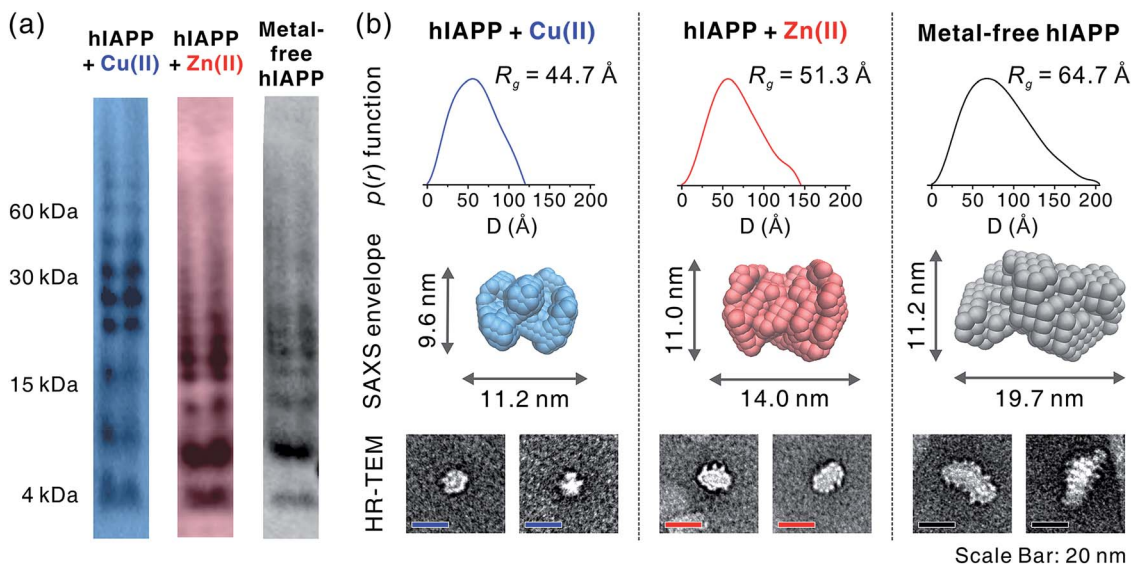 (a)
hIAPP
+ Cu(II)
hIAPP
+ Zn(II)
Metal-
free
hIAPP
60 kDa
30 kDa
15 kDa
4 kDa
(b)
hIAPP + Cu(II)
hIAPP + Zn(II)
Metal-free hIAPP
p(r) function
Rg = 44.7 Å
0 50 100 150 200
D (Å)
Rg = 51.3 Å
0 50 100 150 200
D (Å)
Rg = 64.7 Å
0 50 100 150 200
D (Å)
SAXS envelope
9.6 nm
11.2 nm
11.0 nm
14.0 nm
11.2 nm
19.7 nm
HR-TEM
Scale Bar: 20 nm